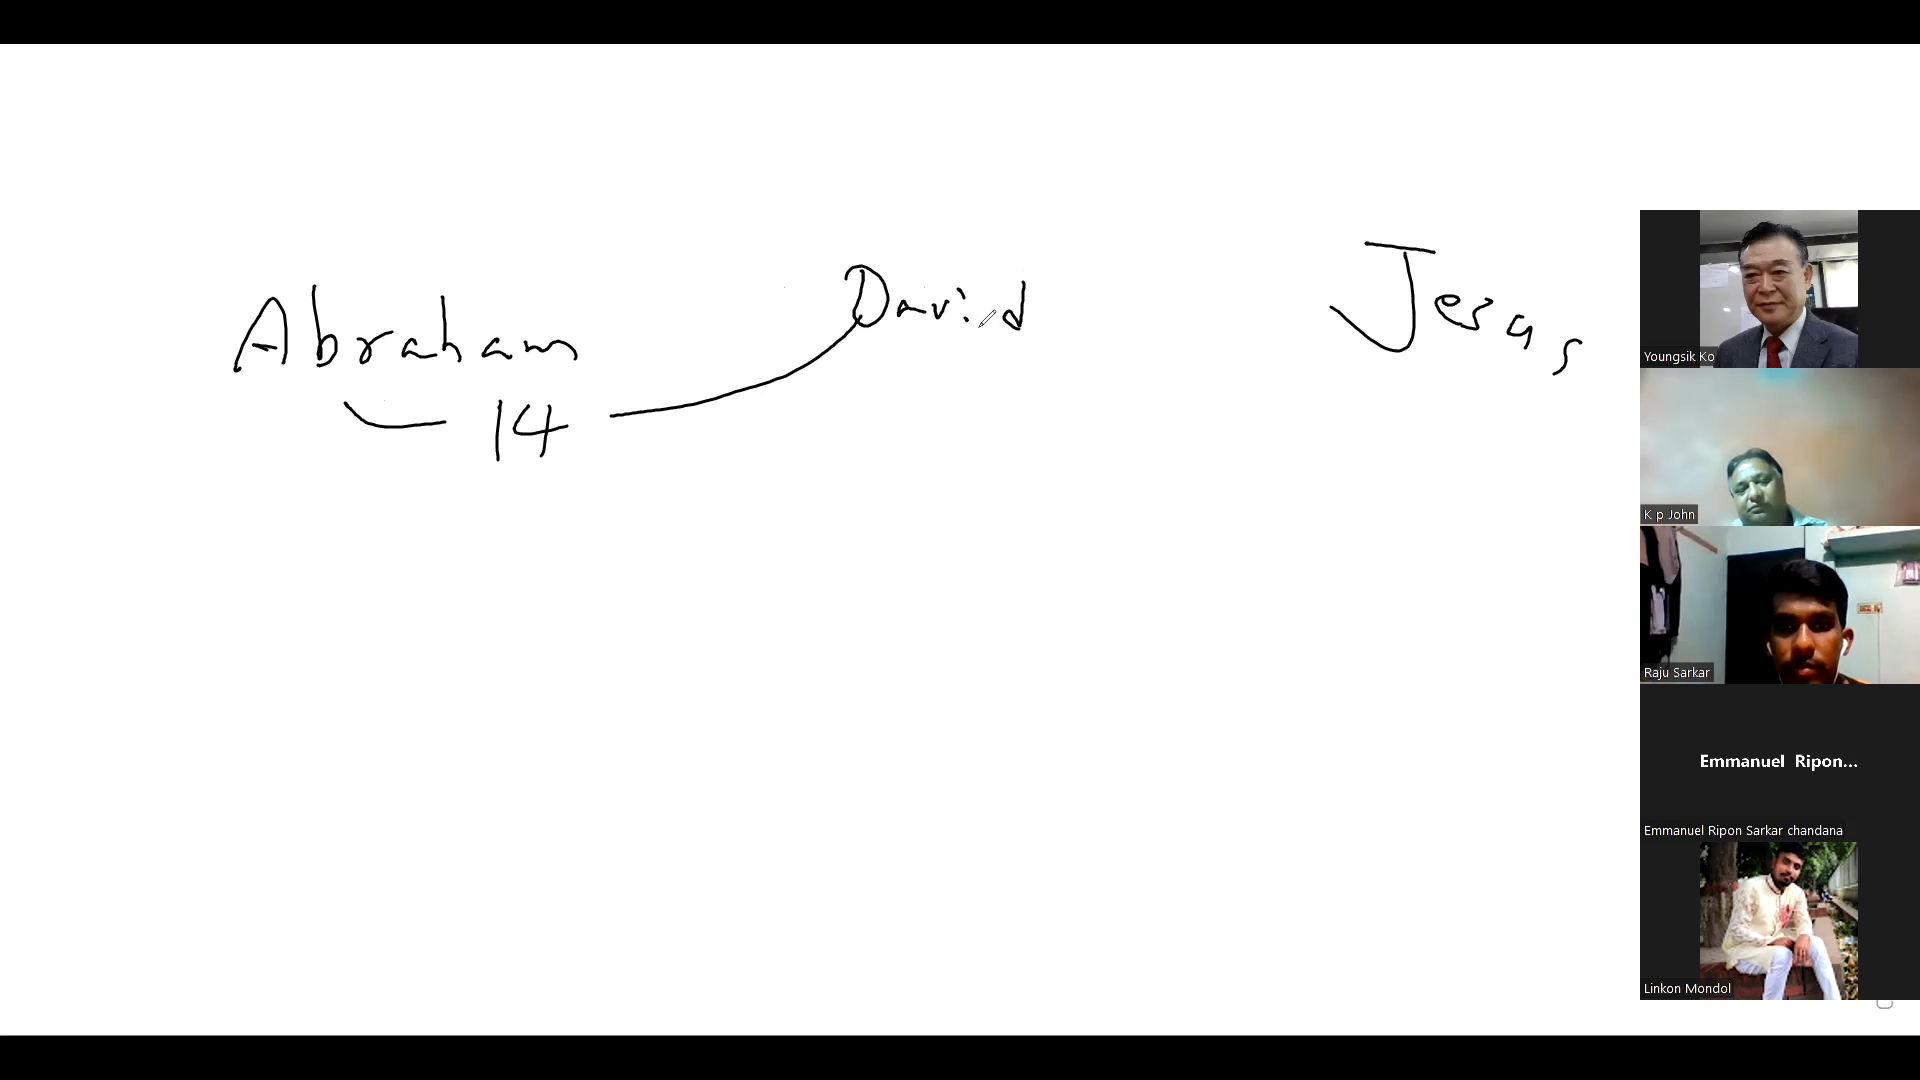 Abraham David Jesus
14
Youngsik Ko
K p John
Raju Sarkar
Emmanuel Ripon...
Emmanuel Ripon Sarkar chandana
Linkon Mondol